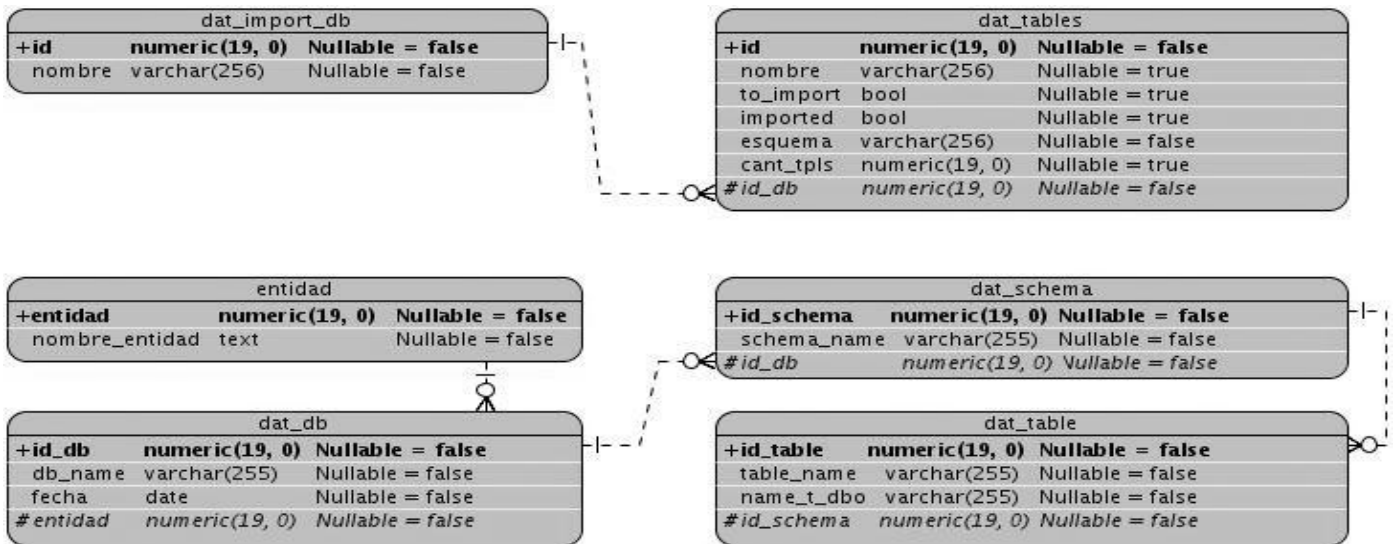 dat_import_db
+id numeric(19, 0) Nullable = false
nombre varchar(256) Nullable = false
dat_tables
+id numeric(19, 0) Nullable = false
nombre varchar(256) Nullable = true
to_import bool Nullable = true
imported bool Nullable = true
esquema varchar(256) Nullable = false
cant_tpls numeric(19, 0) Nullable = true
#id_db numeric(19, 0) Nullable = false
entidad
+entidad numeric(19, 0) Nullable = false
nombre_entidad text Nullable = false
dat_schema
+id_schema numeric(19, 0) Nullable = false
schema_name varchar(255) Nullable = false
#id_db numeric(19, 0) Nullable = false
dat_db
+id_db numeric(19, 0) Nullable = false
db_name varchar(255) Nullable = false
fecha date Nullable = false
#entidad numeric(19, 0) Nullable = false
dat_table
+id_table numeric(19, 0) Nullable = false
table_name varchar(255) Nullable = false
name_t_dbo varchar(255) Nullable = false
#id_schema numeric(19, 0) Nullable = false